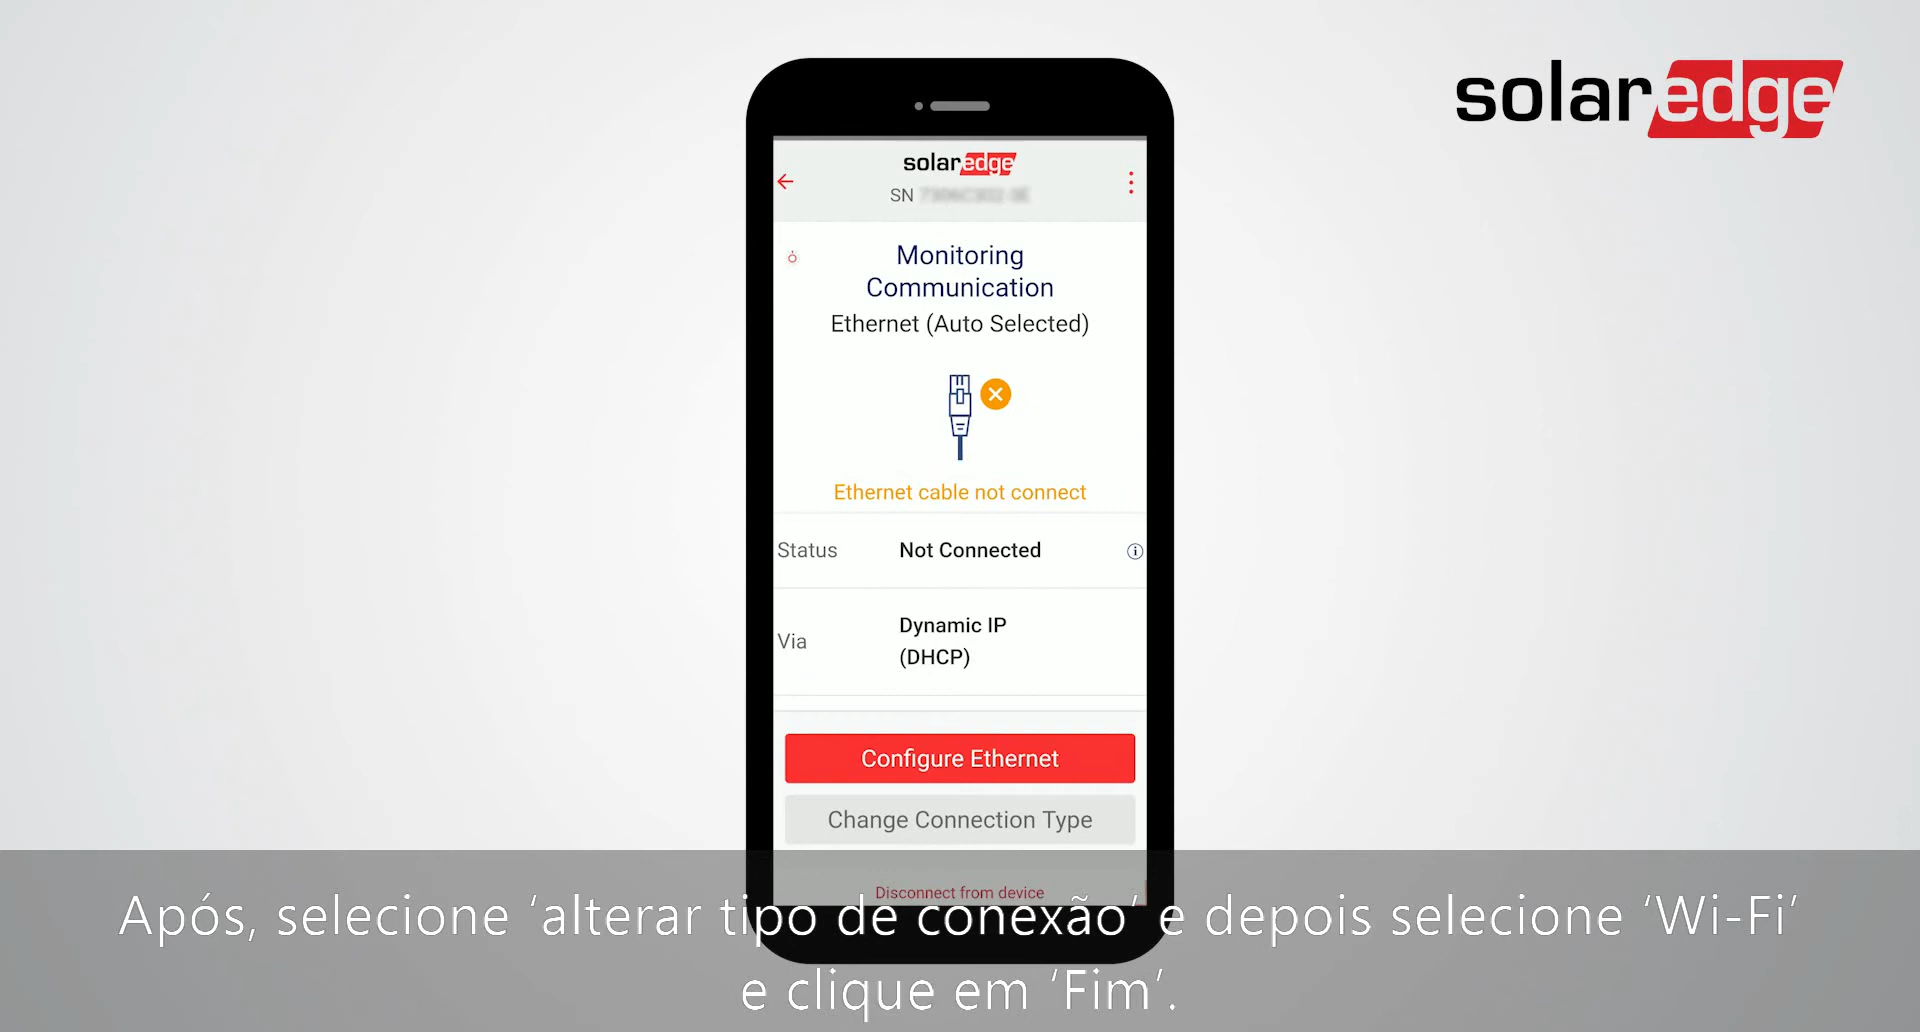 solaredge
solaredge
SN
Monitoring
Communication
Ethernet (Auto Selected)
Ethernet cable not connect
Status Not Connected
Via Dynamic IP
(DHCP)
Configure Ethernet
Change Connection Type
Disconnect from device
Após, selecione ‘alterar tipo de conexão’ e depois selecione ‘Wi-Fi’
e clique em ‘Fim’.